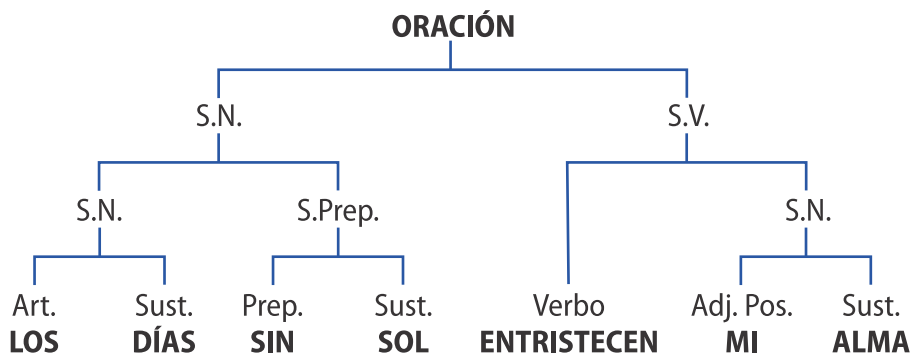 ORACIÓN
S.N. S.V.
S.N. S.Prep. S.N.
Art. Sust. Prep. Sust. Verbo Adj. Pos. Sust.
LOS DÍAS SIN SOL ENTRISTECEN MI ALMA